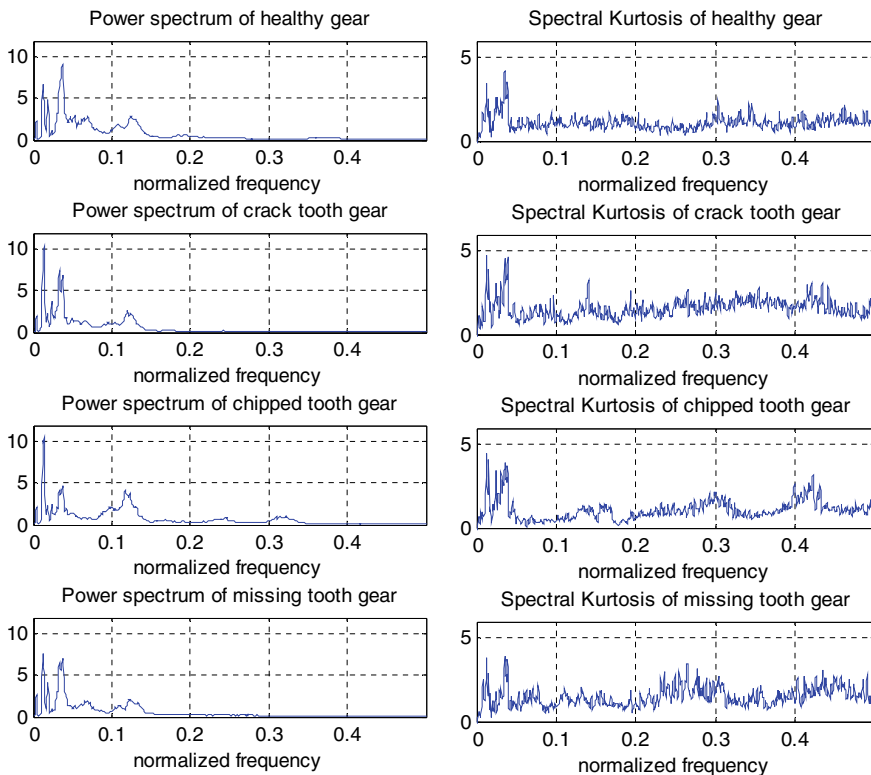 Power spectrum of healthy gear
10
5
0
0 0.1 0.2 0.3 0.4
normalized frequency
Spectral Kurtosis of healthy gear
5
0
0 0.1 0.2 0.3 0.4
normalized frequency
Power spectrum of crack tooth gear
10
5
0
0 0.1 0.2 0.3 0.4
normalized frequency
Spectral Kurtosis of crack tooth gear
5
0
0 0.1 0.2 0.3 0.4
normalized frequency
Power spectrum of chipped tooth gear
10
5
0
0 0.1 0.2 0.3 0.4
normalized frequency
Spectral Kurtosis of chipped tooth gear
5
0
0 0.1 0.2 0.3 0.4
normalized frequency
Power spectrum of missing tooth gear
10
5
0
0 0.1 0.2 0.3 0.4
normalized frequency
Spectral Kurtosis of missing tooth gear
5
0
0 0.1 0.2 0.3 0.4
normalized frequency